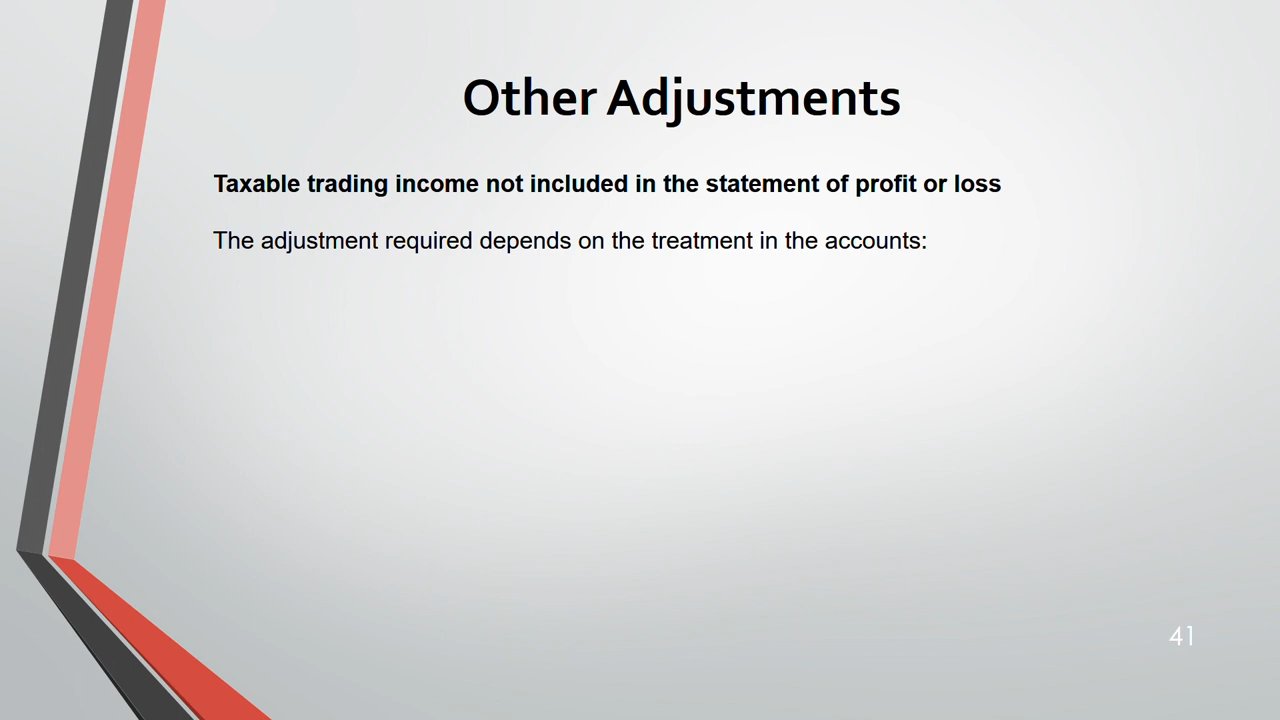 Other Adjustments
Taxable trading income not included in the statement of profit or loss
The adjustment required depends on the treatment in the accounts:
41